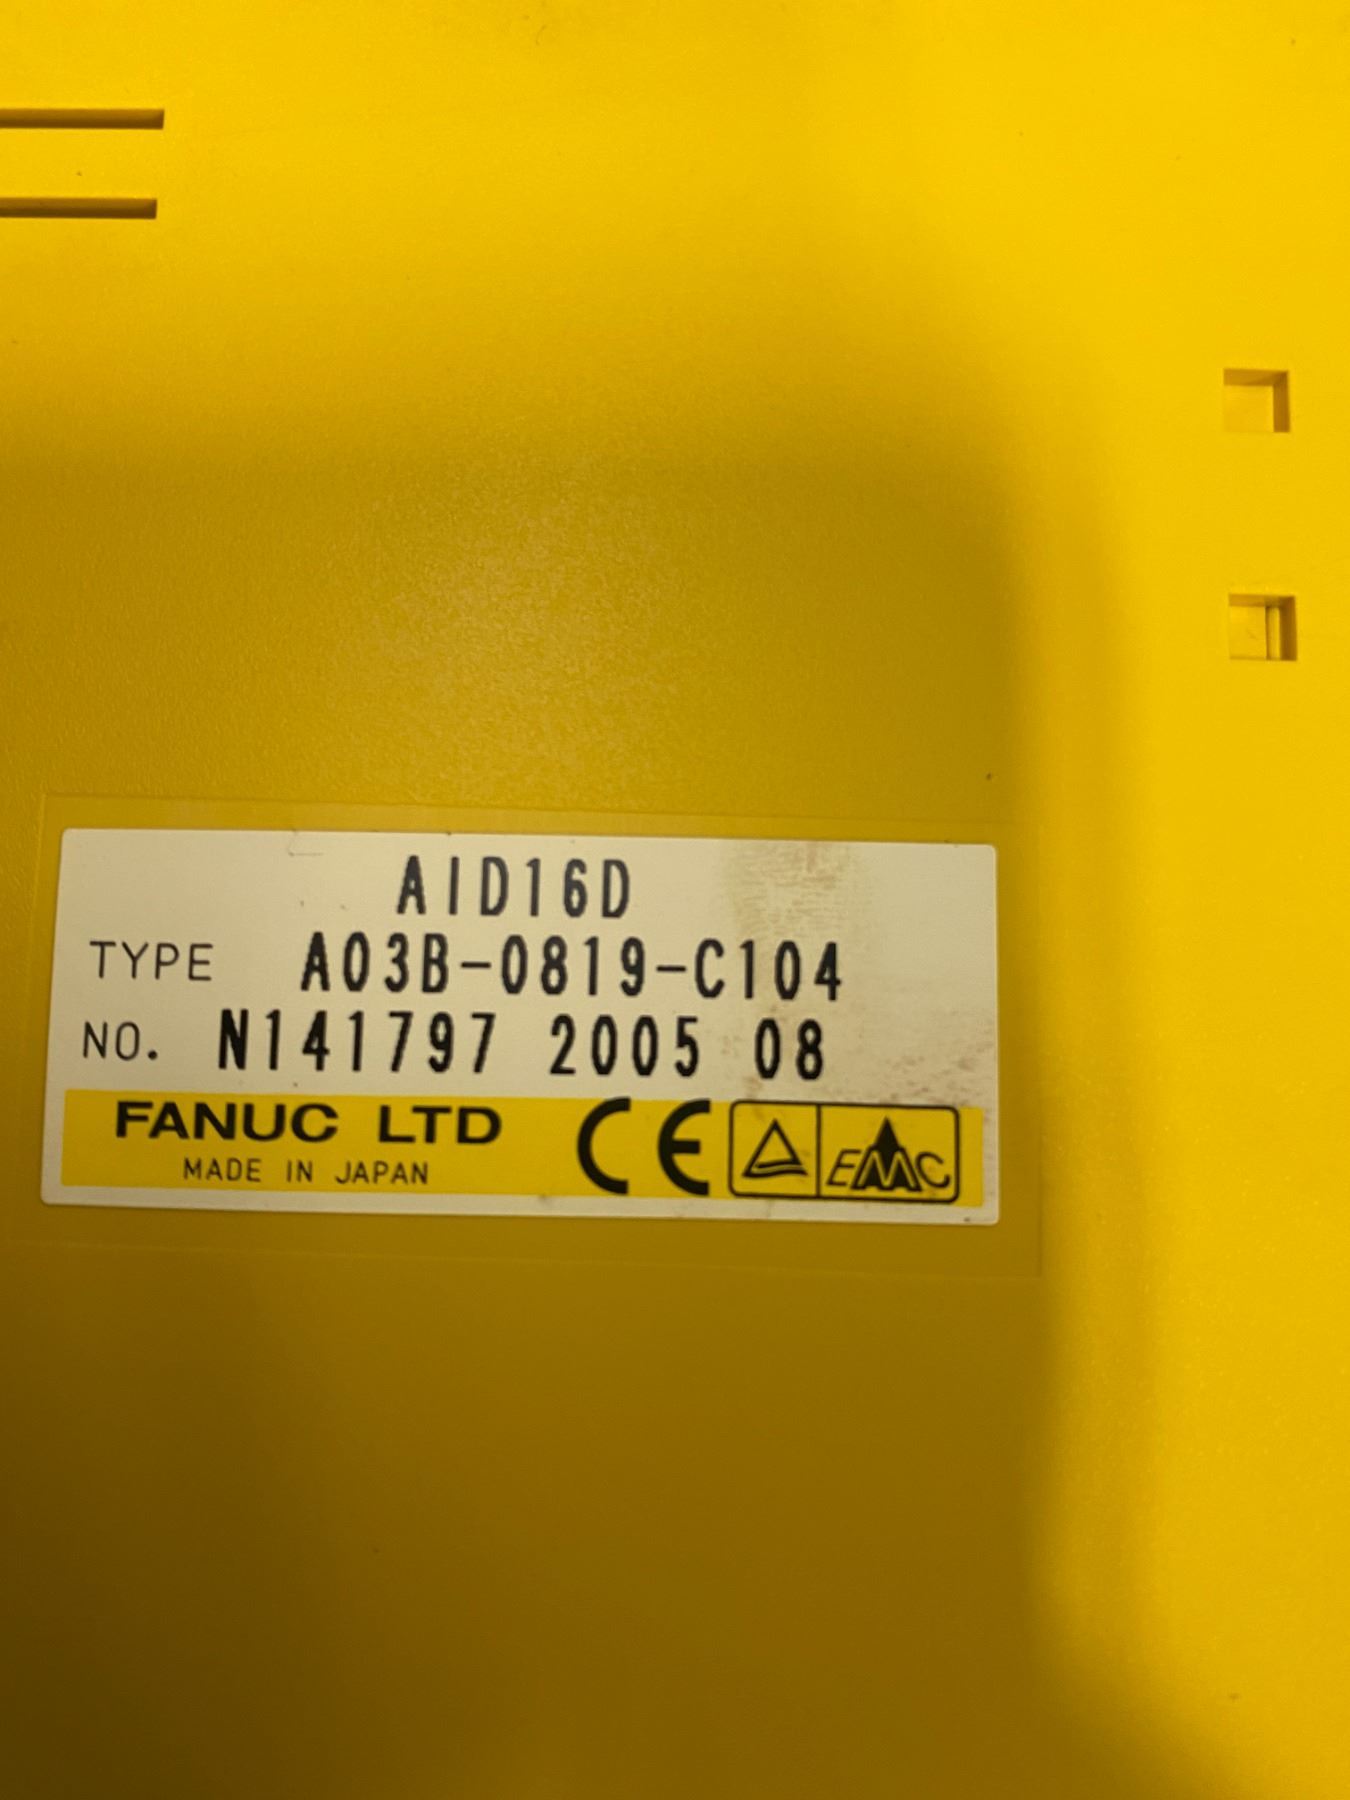 AID16D
TYPE A03B-0819-C104
NO. N141797 2005 08
FANUC LTD CE EMC
MADE IN JAPAN